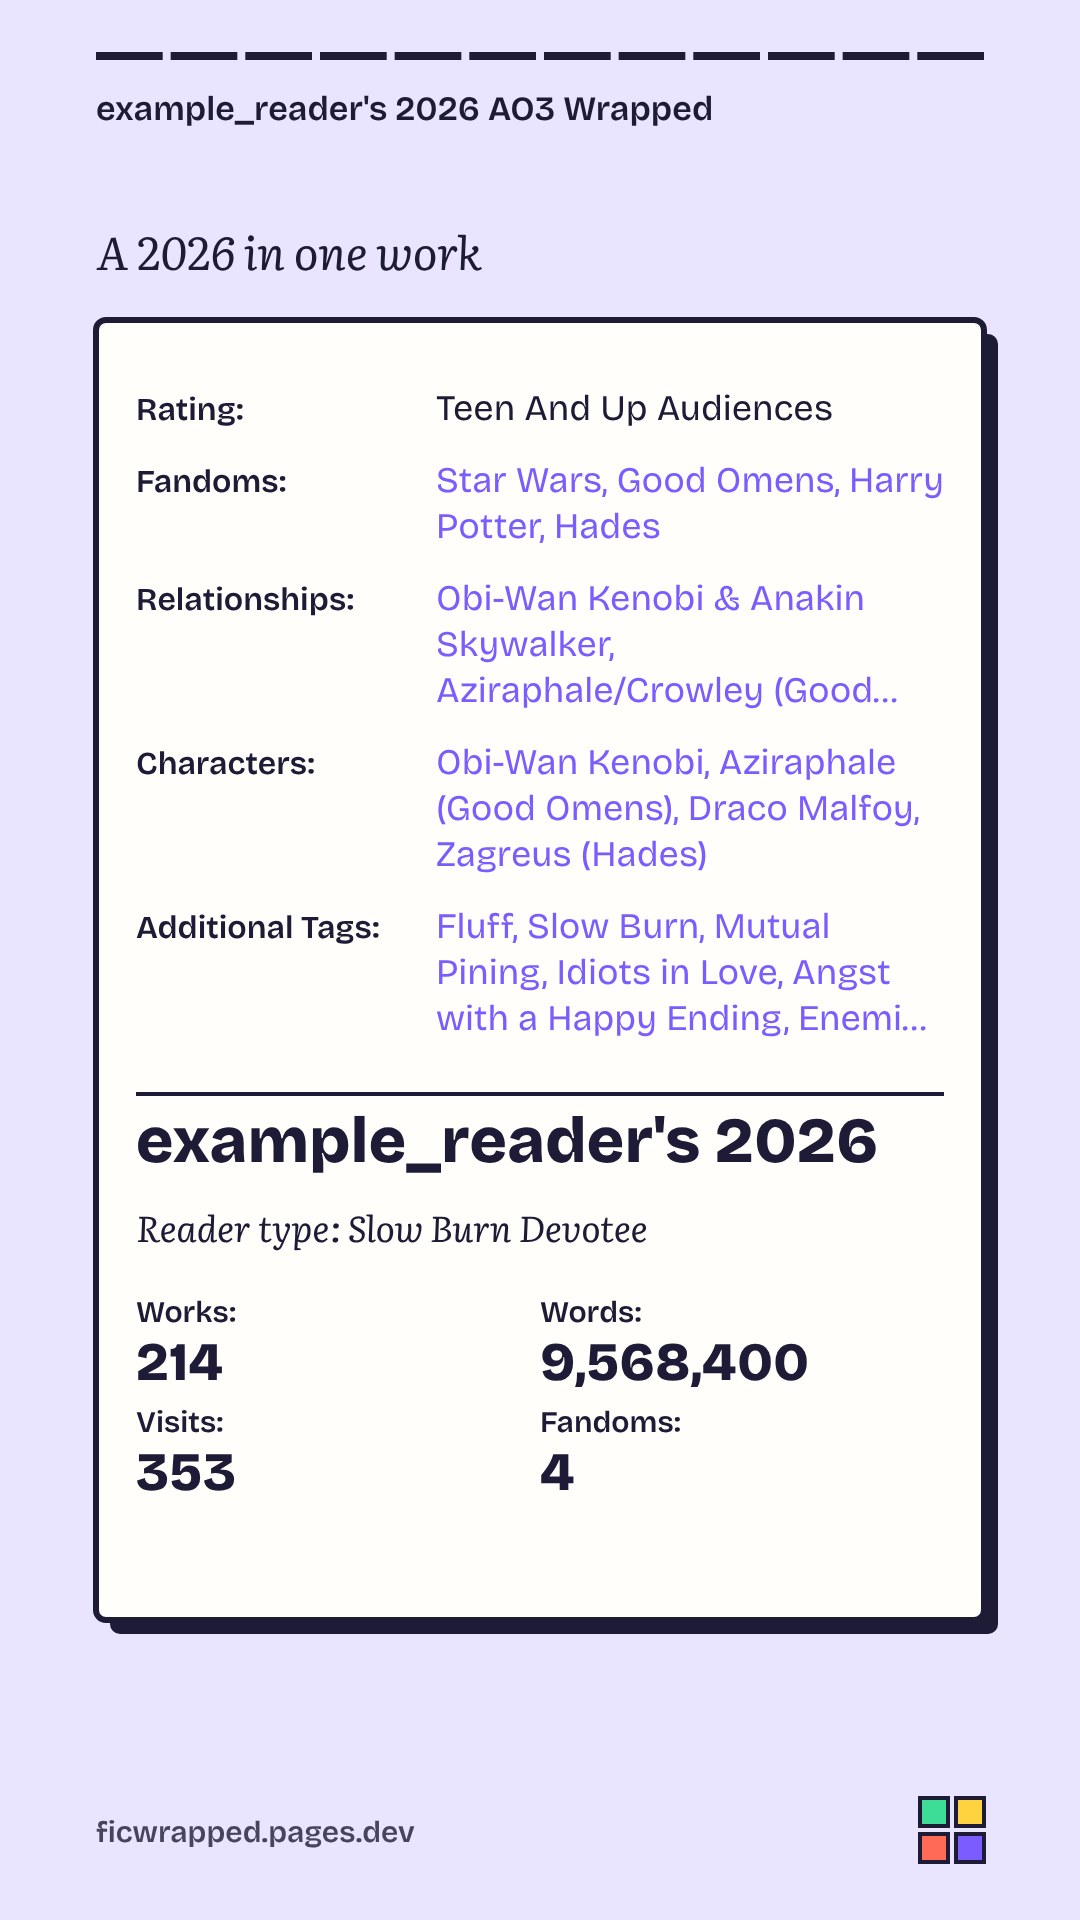 example_reader's 2026 AO3 Wrapped
A 2026 in one work
Rating: Teen And Up Audiences
Fandoms: Star Wars, Good Omens, Harry
Potter, Hades
Relationships: Obi-Wan Kenobi & Anakin
Skywalker,
Aziraphale/Crowley (Good...
Characters: Obi-Wan Kenobi, Aziraphale
(Good Omens), Draco Malfoy,
Zagreus (Hades)
Additional Tags: Fluff, Slow Burn, Mutual
Pining, Idiots in Love, Angst
with a Happy Ending, Enemi...
example_reader's 2026
Reader type: Slow Burn Devotee
Works: Words:
214 9,568,400
Visits: Fandoms:
353 4
ficwrapped.pages.dev